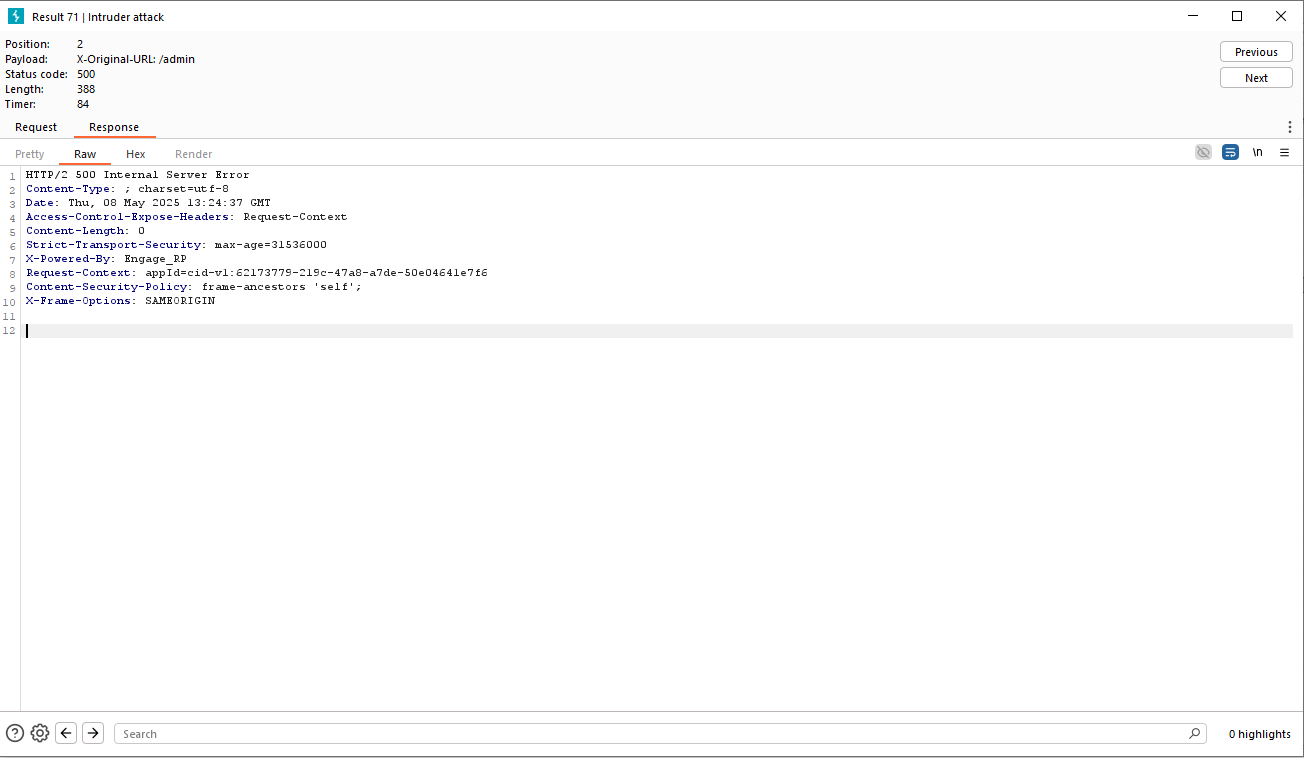 Result 71 | Intruder attack
Position: 2
Payload: X-Original-URL: /admin
Status code: 500
Length: 388
Timer: 84
Previous
Next
Request Response
Pretty Raw Hex Render \n
1 HTTP/2 500 Internal Server Error
2 Content-Type: ; charset=utf-8
3 Date: Thu, 08 May 2025 13:24:37 GMT
4 Access-Control-Expose-Headers: Request-Context
5 Content-Length: 0
6 Strict-Transport-Security: max-age=31536000
7 X-Powered-By: Engage_RP
8 Request-Context: appId=cid-v1:62173779-219c-47a8-a7de-50e04641e7f6
9 Content-Security-Policy: frame-ancestors 'self';
10 X-Frame-Options: SAMEORIGIN
11
12
Search 0 highlights